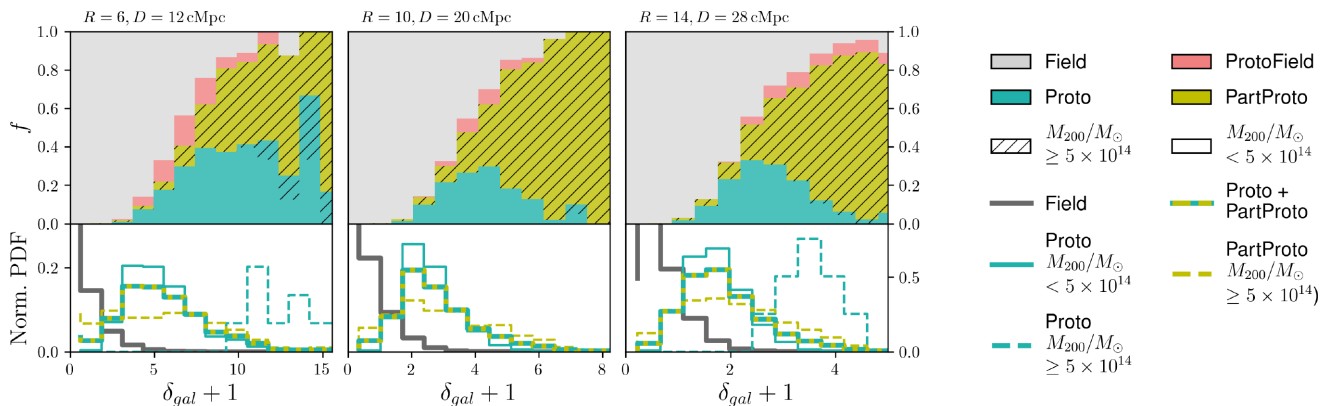 R = 6, D = 12 cMpc
R = 10, D = 20 cMpc
R = 14, D = 28 cMpc
1.0
0.8
0.6
0.4
0.2
0.0
f
1.0
0.8
0.6
0.4
0.2
0.0
Norm. PDF
0.2
0.0
0.5
0.0
0 5 10 15
0 2 4 6 8
0 2 4
δgal + 1
δgal + 1
δgal + 1
Field
Proto
M200/M⊙
≥ 5 × 10^14
ProtoField
PartProto
M200/M⊙
< 5 × 10^14
Field
Proto
M200/M⊙
< 5 × 10^14
Proto
M200/M⊙
≥ 5 × 10^14
Proto +
PartProto
PartProto
M200/M⊙
≥ 5 × 10^14)